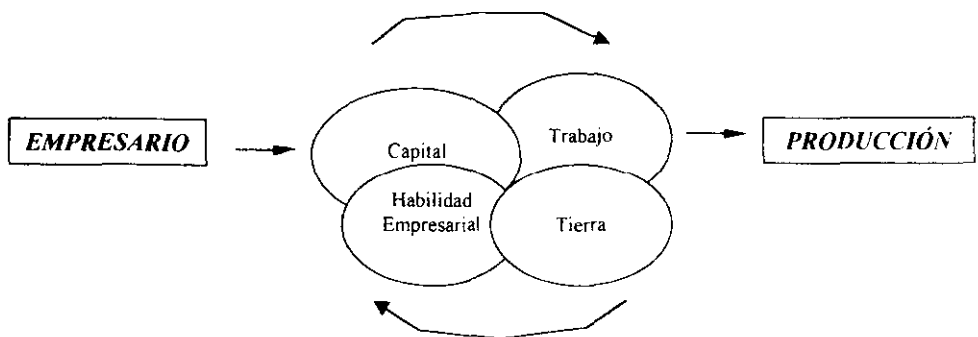 EMPRESARIO
Capital
Trabajo
Habilidad
Empresarial
Tierra
PRODUCCIÓN